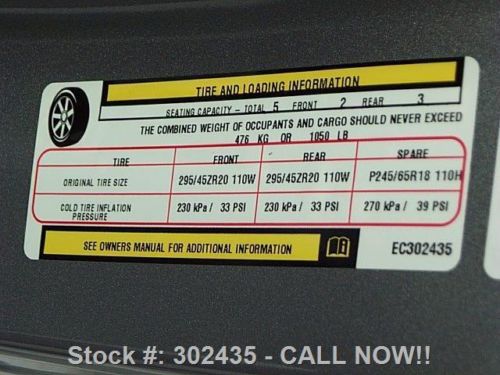 TIRE AND LOADING INFORMATION
SEATING CAPACITY - TOTAL 5 FRONT 2 REAR 3
THE COMBINED WEIGHT OF OCCUPANTS AND CARGO SHOULD NEVER EXCEED
476 KG OR 1050 LB
TIRE FRONT REAR SPARE
ORIGINAL TIRE SIZE 295/45ZR20 110W 295/45ZR20 110W P245/65R18 110H
COLD TIRE INFLATION PRESSURE 230 kPa / 33 PSI 230 kPa / 33 PSI 270 kPa / 39 PSI
SEE OWNERS MANUAL FOR ADDITIONAL INFORMATION EC302435
Stock #: 302435 - CALL NOW!!